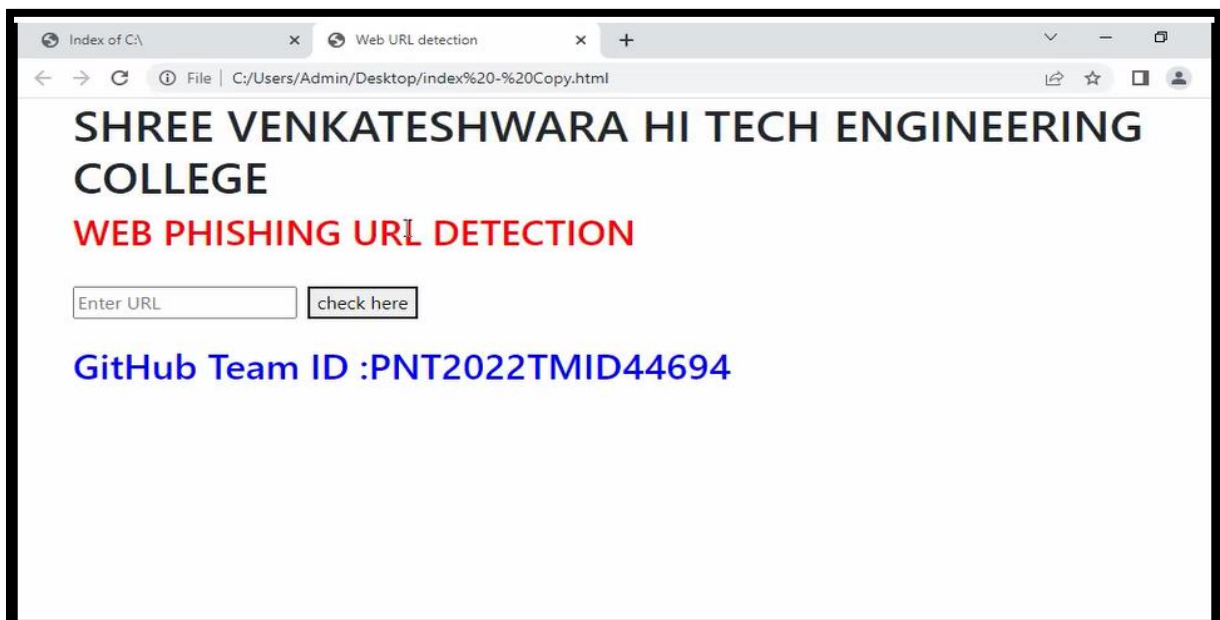 Index of C:\
Web URL detection
File | C:/Users/Admin/Desktop/index%20-%20Copy.html
SHREE VENKATESHWARA HI TECH ENGINEERING
COLLEGE
WEB PHISHING URL DETECTION
Enter URL
check here
GitHub Team ID :PNT2022TMID44694